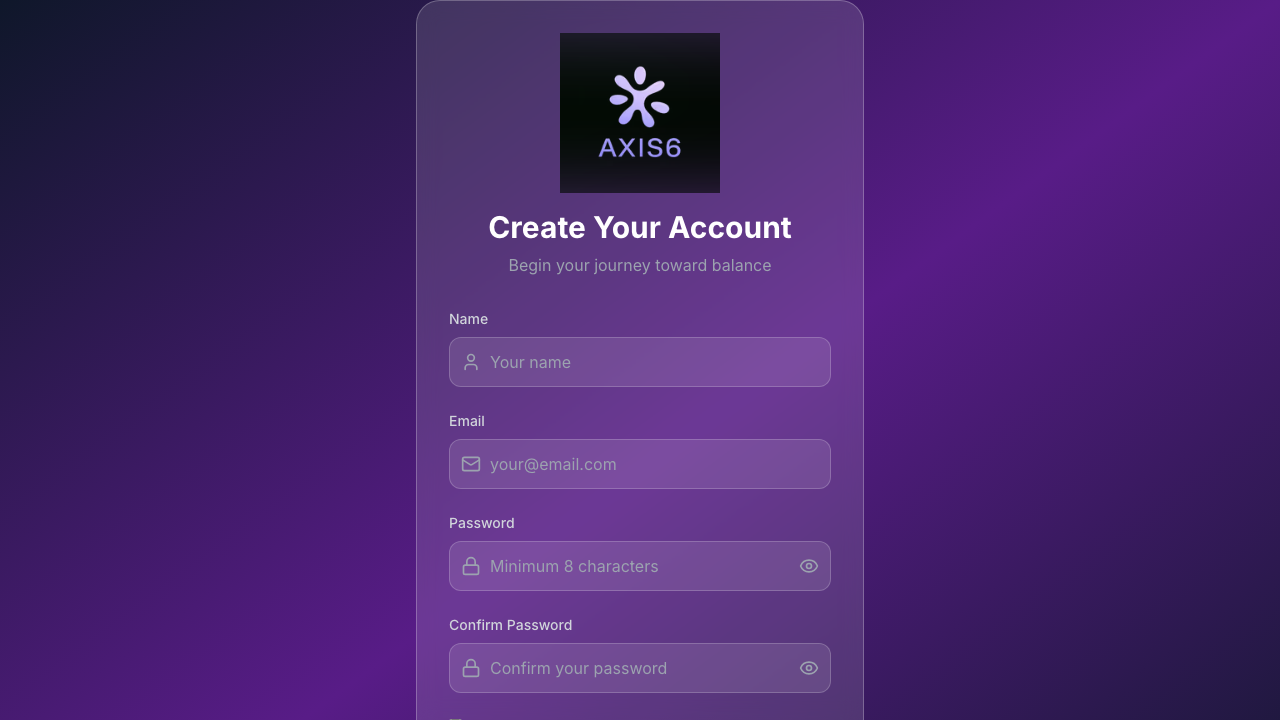 AXIS6
Create Your Account
Begin your journey toward balance
Name
Your name
Email
your@email.com
Password
Minimum 8 characters
Confirm Password
Confirm your password